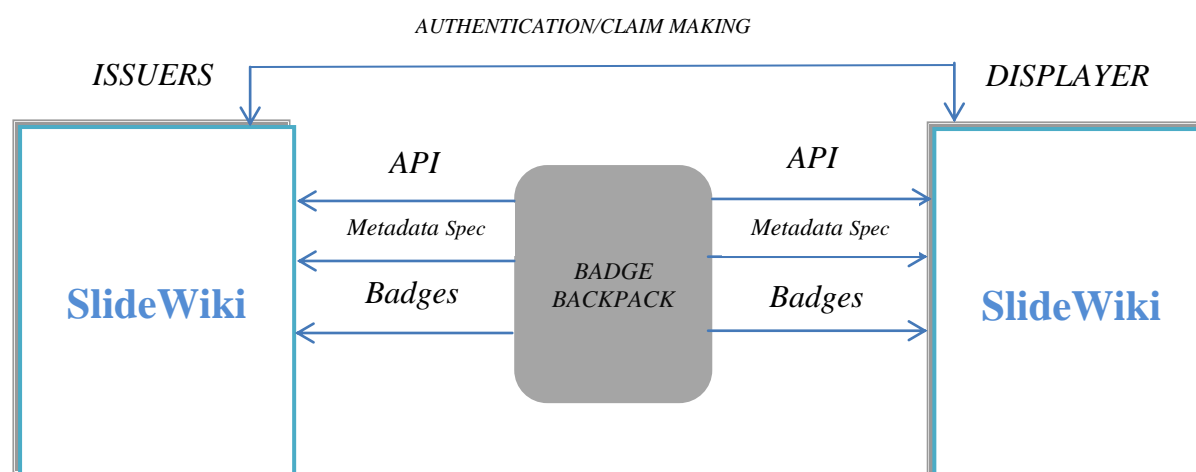 AUTHENTICATION/CLAIM MAKING
ISSUERS
DISPLAYER
API
API
Metadata Spec
Metadata Spec
BADGE
BACKPACK
Badges
Badges
SlideWiki
SlideWiki